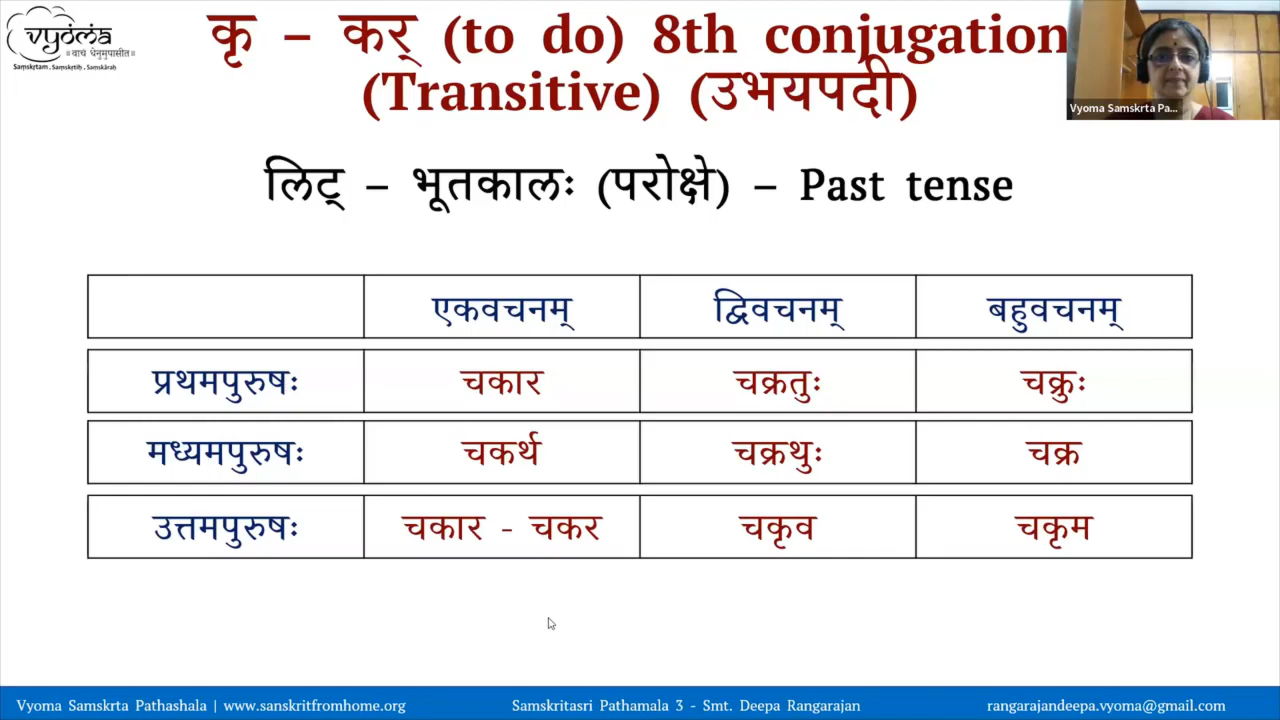 vyoma
॥ वाचं धेनुमुपासीत ॥
Samskrtam . Samskrtih . Samskārah
कृ – कर् (to do) 8th conjugation
(Transitive) (उभयपदी)
Vyoma Samskrta Pa...
लिट् – भूतकालः (परोक्षे) – Past tense
एकवचनम् द्विवचनम् बहुवचनम्
प्रथमपुरुषः चकार चक्रतुः चक्रुः
मध्यमपुरुषः चकर्थ चक्रथुः चक्र
उत्तमपुरुषः चकार - चकर चकृव चकृम
Vyoma Samskrta Pathashala | www.sanskritfromhome.org Samskritasri Pathamala 3 - Smt. Deepa Rangarajan rangarajandeepa.vyoma@gmail.com